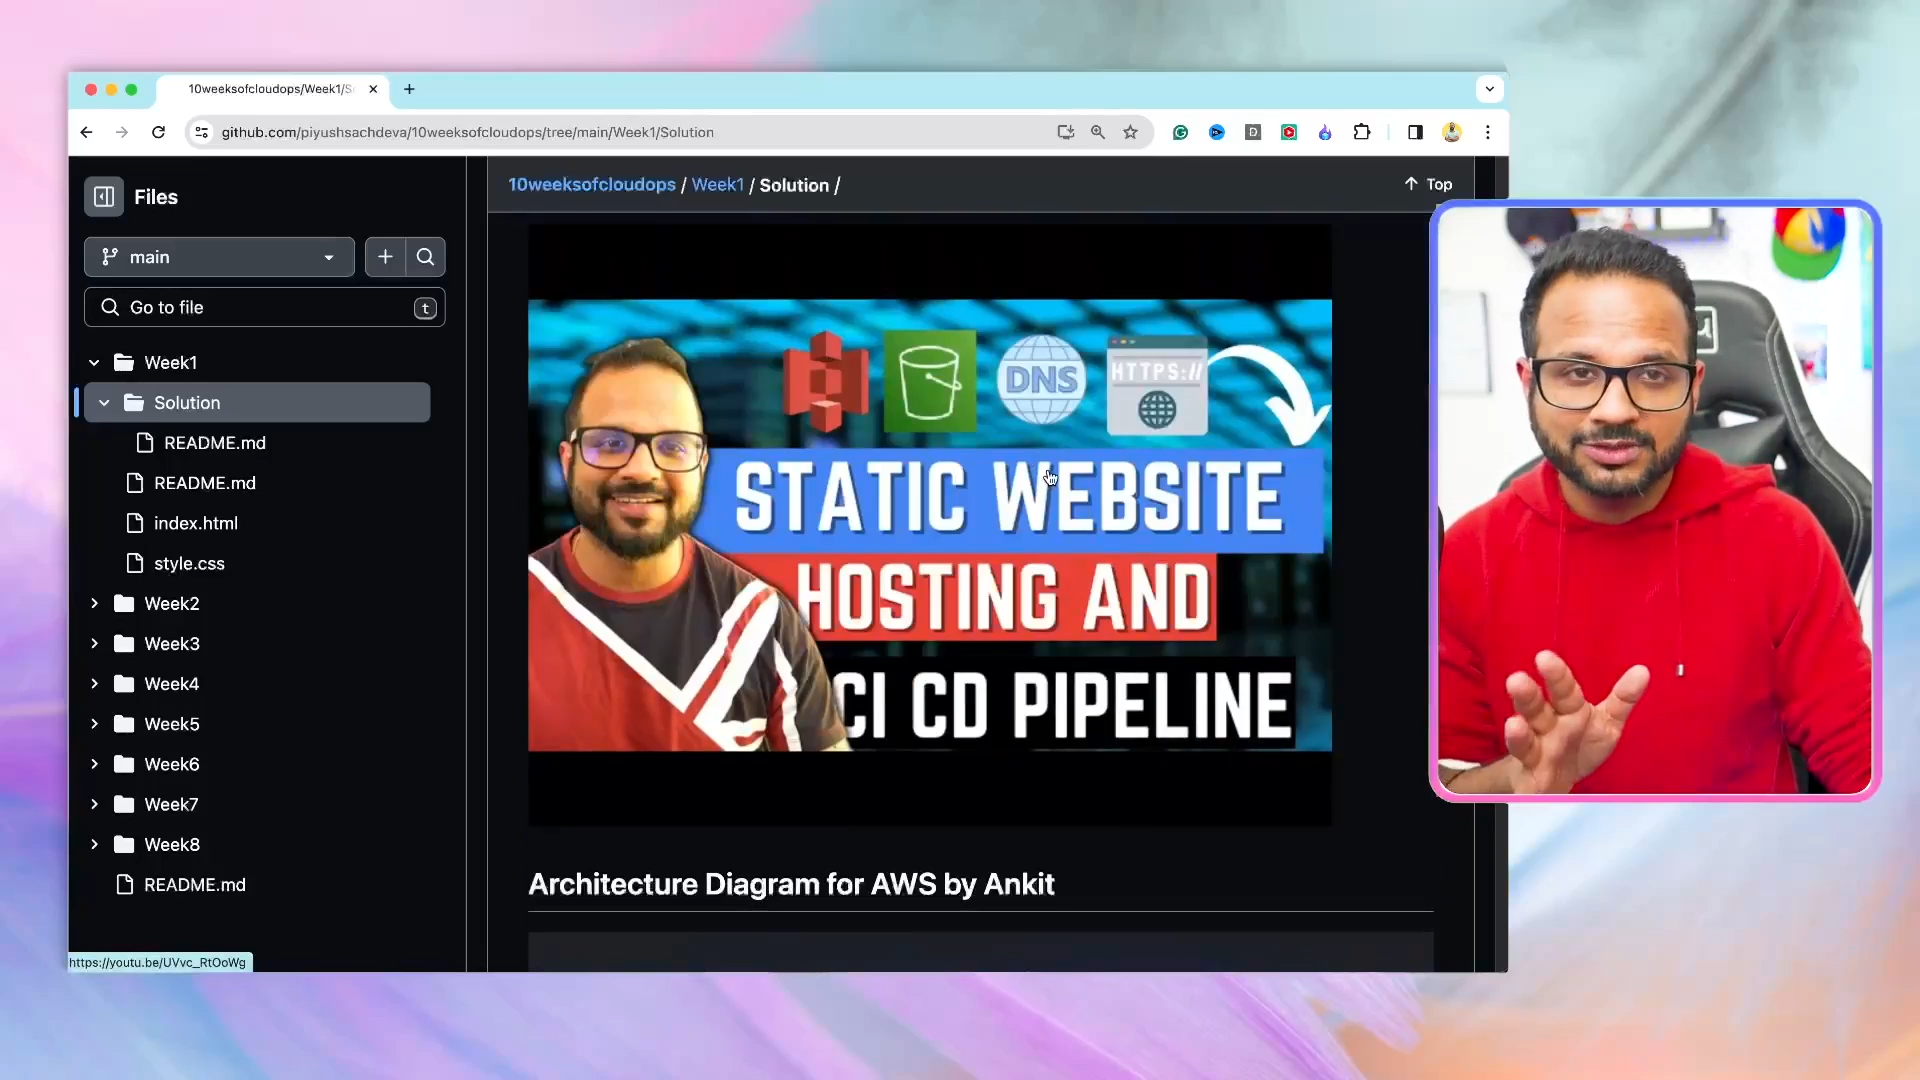 10weeksofcloudops/Week1/S
github.com/piyushsachdeva/10weeksofcloudops/tree/main/Week1/Solution
Files
main
Go to file
t
Week1
Solution
README.md
README.md
index.html
style.css
Week2
Week3
Week4
Week5
Week6
Week7
Week8
README.md
https://youtu.be/UVvc_RtOoWg
10weeksofcloudops / Week1 / Solution /
Top
DNS
HTTPS://
STATIC WEBSITE
HOSTING AND
CI CD PIPELINE
Architecture Diagram for AWS by Ankit